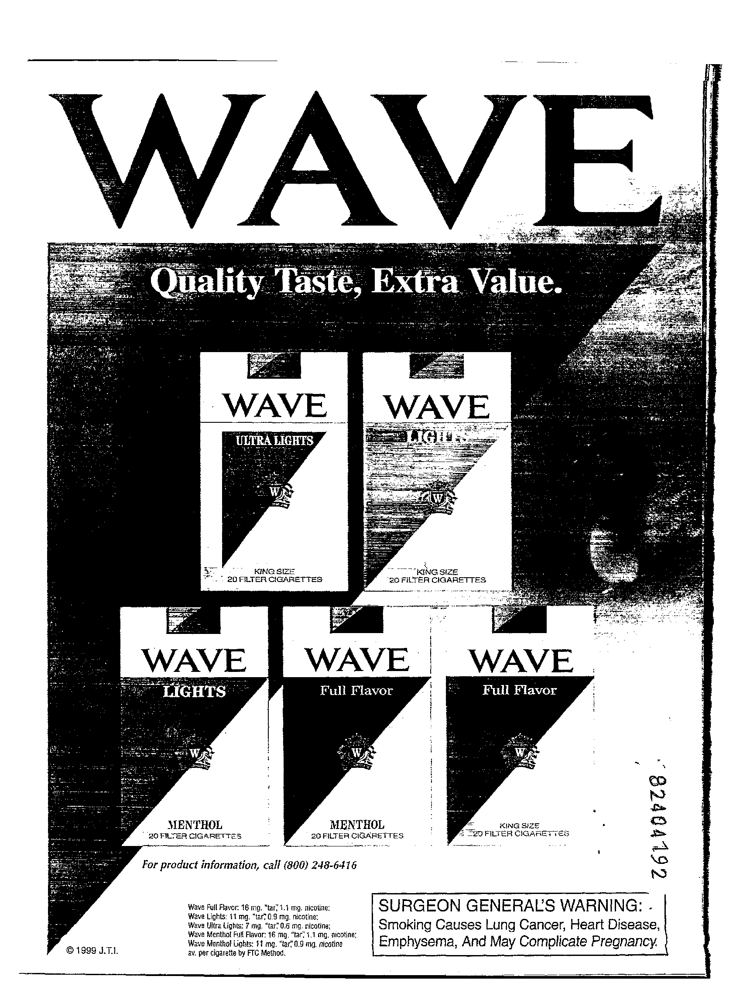 WAVE
Quality Taste, Extra Value.
WAVE
ULTRA LIGHTS
W
KING SIZE
20 FILTER CIGARETTES
WAVE
LIGHTS
W
KING SIZE
20 FILTER CIGARETTES
WAVE
LIGHTS
W
MENTHOL
20 FILTER CIGARETTES
WAVE
Full Flavor
W
MENTHOL
20 FILTER CIGARETTES
WAVE
Full Flavor
W
KING SIZE
20 FILTER CIGARETTES
82404192
For product information, call (800) 248-6416
Wave Full Flavor: 16 mg. "tar," 1.1 mg. nicotine;
Wave Lights: 11 mg. "tar," 0.9 mg. nicotine;
Wave Ultra Lights: 7 mg. "tar," 0.6 mg. nicotine;
Wave Menthol Full Flavor: 16 mg. "tar," 1.1 mg. nicotine;
Wave Menthol Lights: 11 mg. "tar," 0.9 mg. nicotine
av. per cigarette by FTC Method.
SURGEON GENERAL'S WARNING:
Smoking Causes Lung Cancer, Heart Disease,
Emphysema, And May Complicate Pregnancy.
© 1999 J.T.I.